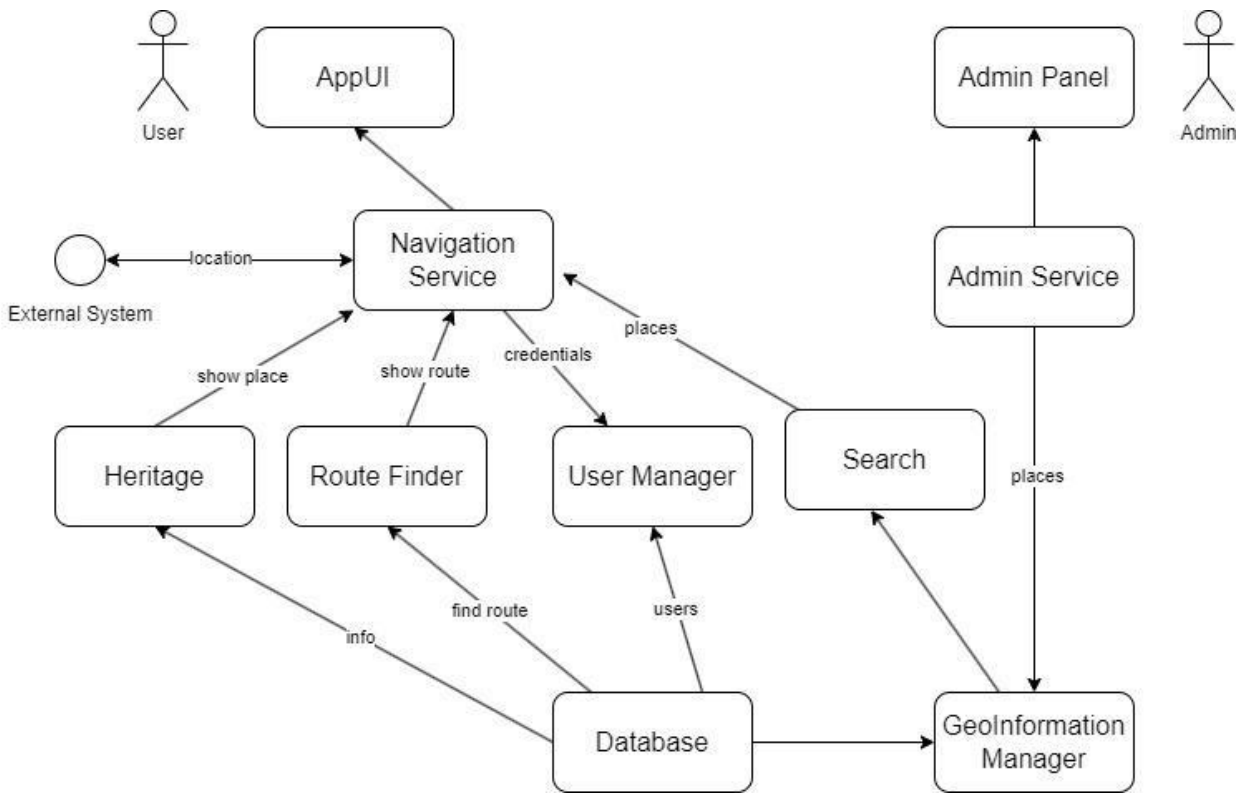 AppUI
Admin Panel
User
Admin
Navigation
Service
Admin Service
location
External System
places
credentials
show place
show route
Heritage
Route Finder
User Manager
Search
places
find route
users
info
Database
GeoInformation
Manager